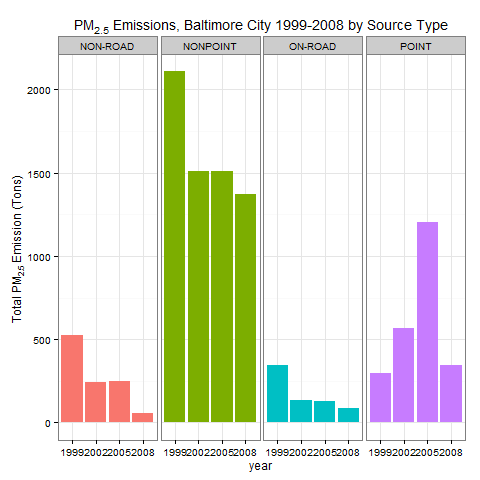 PM2.5 Emissions, Baltimore City 1999-2008 by Source Type
NON-ROAD NONPOINT ON-ROAD POINT
Total PM2.5 Emission (Tons)
2000
1500
1000
500
0
1999 2002 2005 2008 1999 2002 2005 2008 1999 2002 2005 2008 1999 2002 2005 2008
year